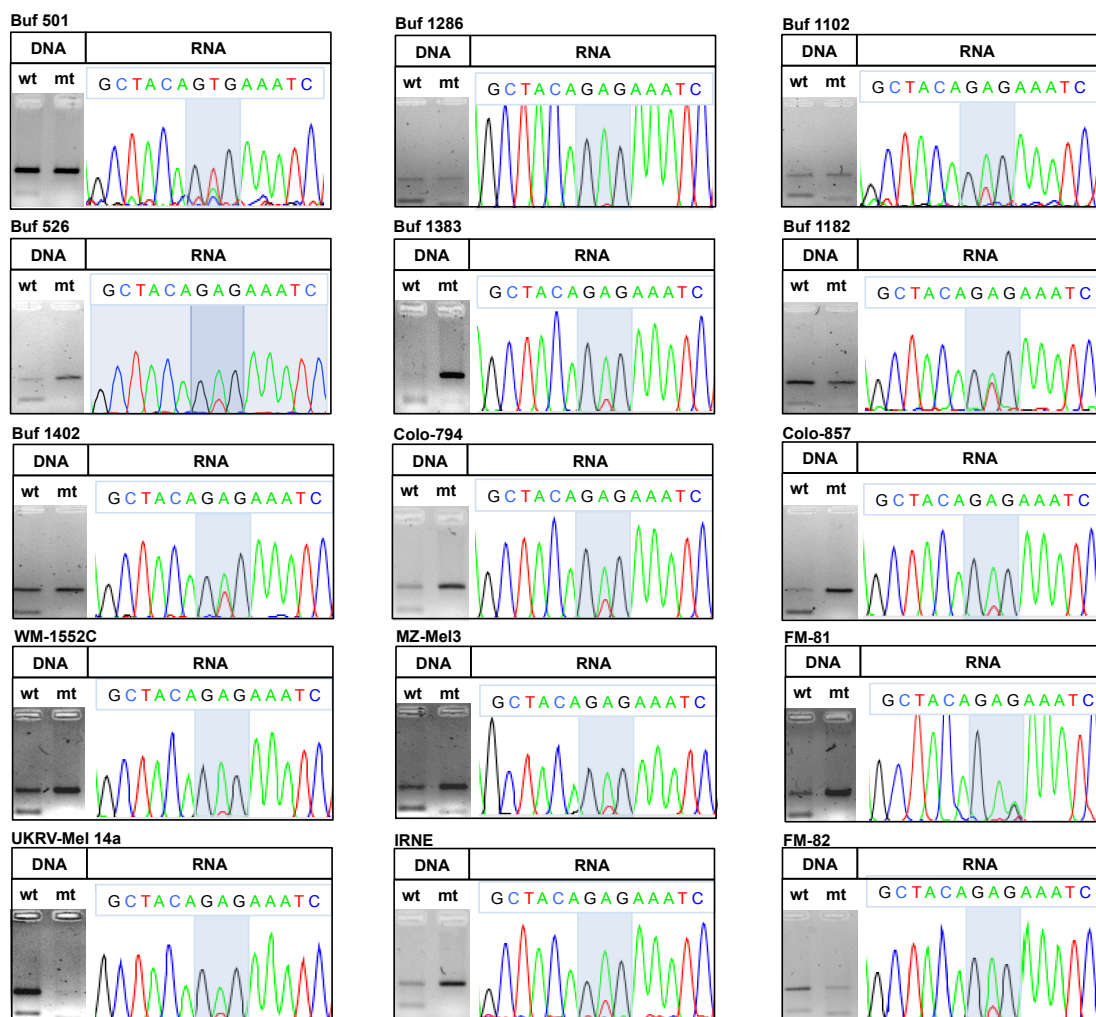 Buf 501
DNA RNA
wt mt
GCTACAGTGAAATC
Buf 1286
DNA RNA
wt mt
GCTACAGAGAAATC
Buf 1102
DNA RNA
wt mt
GCTACAGAGAAATC
Buf 526
DNA RNA
wt mt
GCTACAGAGAAATC
Buf 1383
DNA RNA
wt mt
GCTACAGAGAAATC
Buf 1182
DNA RNA
wt mt
GCTACAGAGAAATC
Buf 1402
DNA RNA
wt mt
GCTACAGAGAAATC
Colo-794
DNA RNA
wt mt
GCTACAGAGAAATC
Colo-857
DNA RNA
wt mt
GCTACAGAGAAATC
WM-1552C
DNA RNA
wt mt
GCTACAGAGAAATC
MZ-Mel3
DNA RNA
wt mt
GCTACAGAGAAATC
FM-81
DNA RNA
wt mt
GCTACAGAGAAATC
UKRV-Mel 14a
DNA RNA
wt mt
GCTACAGAGAAATC
IRNE
DNA RNA
wt mt
GCTACAGAGAAATC
FM-82
DNA RNA
wt mt
GCTACAGAGAAATC